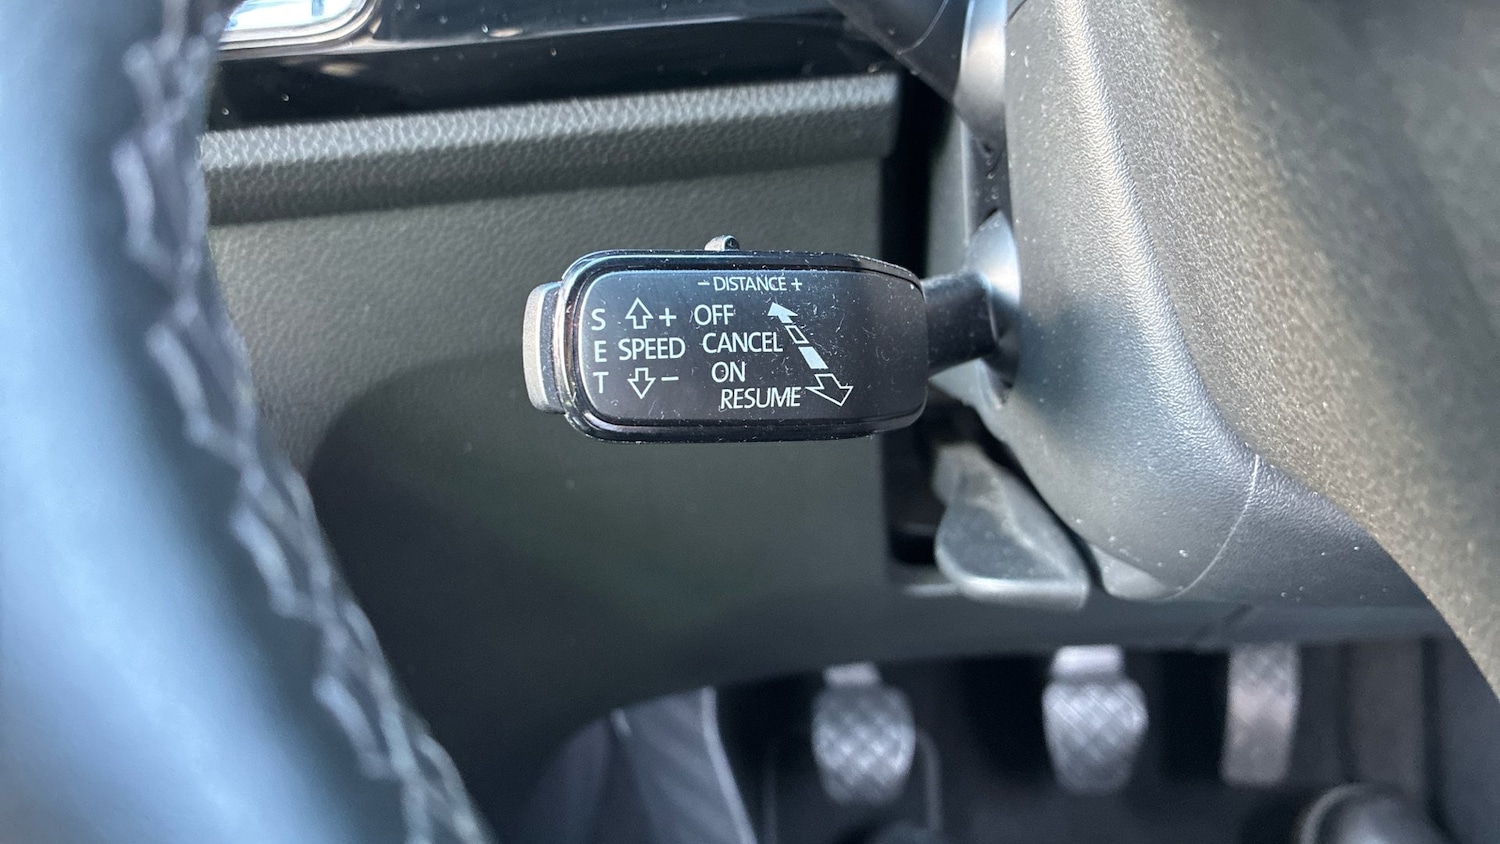 - DISTANCE +
S + OFF
E SPEED CANCEL
T - ON
RESUME